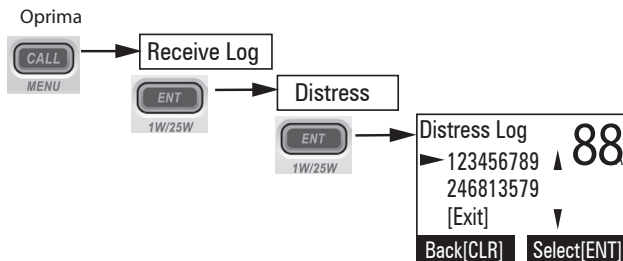 Oprima
CALL
MENU
Receive Log
ENT
1W/25W
Distress
ENT
1W/25W
Distress Log
88
123456789
246813579
[Exit]
Back[CLR]
Select[ENT]